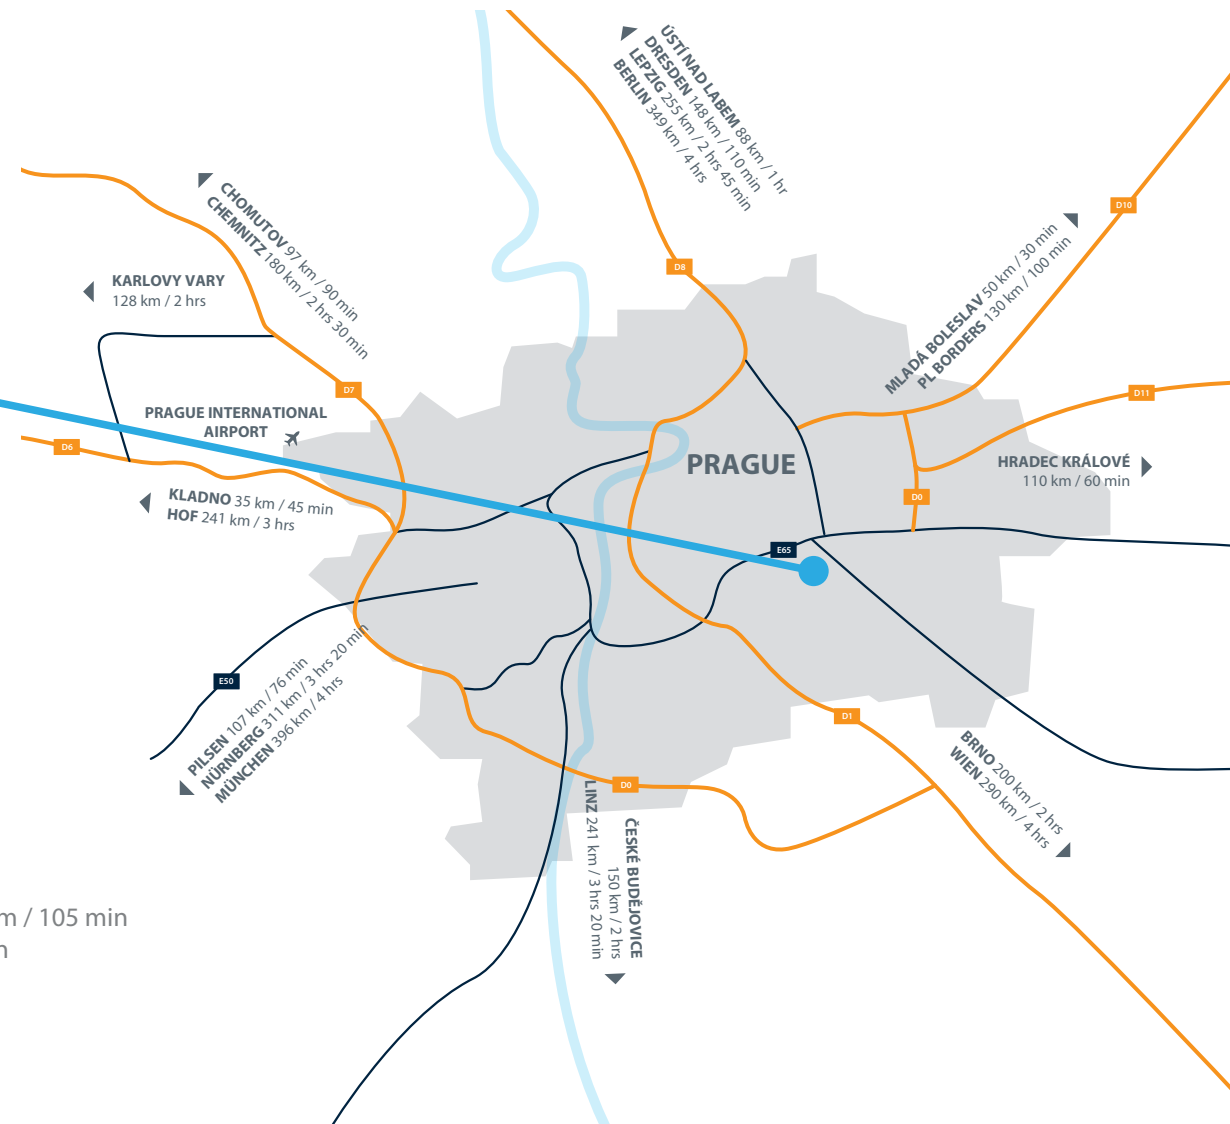 ÚSTÍ NAD LABEM 88 km / 1 hr
DRESDEN 148 km / 110 min
LEPZIG 255 km / 2 hrs 45 min
BERLIN 349 km / 4 hrs
D10
CHOMUTOV 97 km / 90 min
CHEMNITZ 180 km / 2 hrs 30 min
D8
MLADÁ BOLESLAV 50 km / 30 min
PL BORDERS 130 km / 100 min
KARLOVY VARY
128 km / 2 hrs
D7
D11
PRAGUE INTERNATIONAL
AIRPORT
D6
PRAGUE
HRADEC KRÁLOVÉ
110 km / 60 min
KLADNO 35 km / 45 min
HOF 241 km / 3 hrs
D0
E65
E50
PILSEN 107 km / 76 min
NÜRNBERG 311 km / 3 hrs 20 min
MÜNCHEN 396 km / 4 hrs
D1
BRNO 200 km / 2 hrs
WIEN 290 km / 4 hrs
D0
LINZ 241 km / 3 hrs 20 min
ČESKÉ BUDĚJOVICE
150 km / 2 hrs
m / 105 min